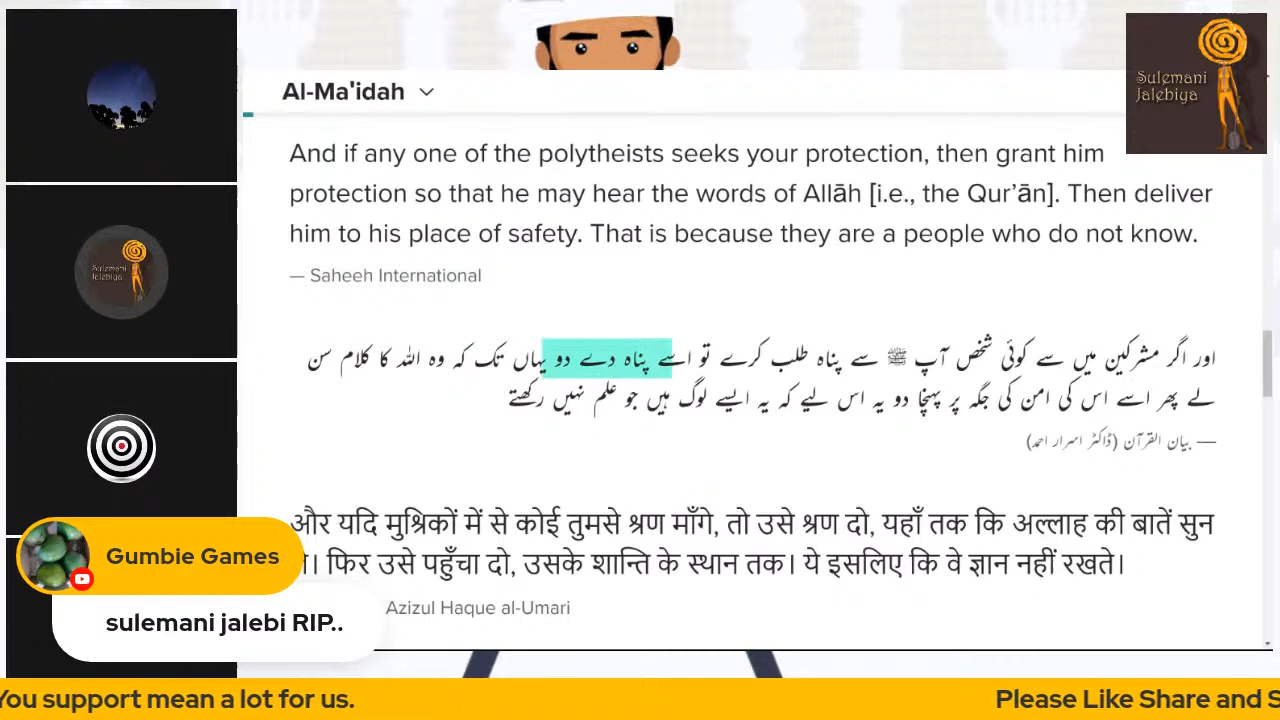 Al-Ma'idah
Sulemani
Jalebiya
And if any one of the polytheists seeks your protection, then grant him
protection so that he may hear the words of Allāh [i.e., the Qur’ān]. Then deliver
him to his place of safety. That is because they are a people who do not know.
— Saheeh International
Sulemani
Jalebiya
اور اگر مشرکین میں سے کوئی شخص آپ ﷺ سے پناہ طلب کرے تو اسے پناہ دے دو یہاں تک کہ وہ اللہ کا کلام سن
لے پھر اسے اس کی امن کی جگہ پر پہنچا دو یہ اس لیے کہ یہ ایسے لوگ ہیں جو علم نہیں رکھتے
— بیان القرآن (ڈاکٹر اسرار احمد)
और यदि मुश्रिकों में से कोई तुमसे श्रण माँगे, तो उसे श्रण दो, यहाँ तक कि अल्लाह की बातें सुन
। फिर उसे पहुँचा दो, उसके शान्ति के स्थान तक। ये इसलिए कि वे ज्ञान नहीं रखते।
Azizul Haque al-Umari
Gumbie Games
sulemani jalebi RIP..
You support mean a lot for us.
Please Like Share and S